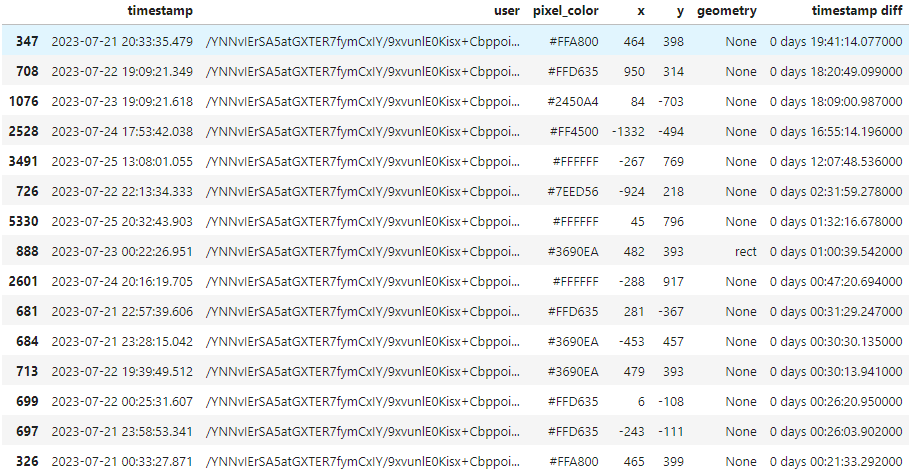 timestamp user pixel_color x y geometry timestamp diff
347 2023-07-21 20:33:35.479 /YNNvIErSA5atGXTER7fymCxIY/9xvunlE0Kisx+Cbppoi... #FFA800 464 398 None 0 days 19:41:14.077000
708 2023-07-22 19:09:21.349 /YNNvIErSA5atGXTER7fymCxIY/9xvunlE0Kisx+Cbppoi... #FFD635 950 314 None 0 days 18:20:49.099000
1076 2023-07-23 19:09:21.618 /YNNvIErSA5atGXTER7fymCxIY/9xvunlE0Kisx+Cbppoi... #2450A4 84 -703 None 0 days 18:09:00.987000
2528 2023-07-24 17:53:42.038 /YNNvIErSA5atGXTER7fymCxIY/9xvunlE0Kisx+Cbppoi... #FF4500 -1332 -494 None 0 days 16:55:14.196000
3491 2023-07-25 13:08:01.055 /YNNvIErSA5atGXTER7fymCxIY/9xvunlE0Kisx+Cbppoi... #FFFFFF -267 769 None 0 days 12:07:48.536000
726 2023-07-22 22:13:34.333 /YNNvIErSA5atGXTER7fymCxIY/9xvunlE0Kisx+Cbppoi... #7EED56 -924 218 None 0 days 02:31:59.278000
5330 2023-07-25 20:32:43.903 /YNNvIErSA5atGXTER7fymCxIY/9xvunlE0Kisx+Cbppoi... #FFFFFF 45 796 None 0 days 01:32:16.678000
888 2023-07-23 00:22:26.951 /YNNvIErSA5atGXTER7fymCxIY/9xvunlE0Kisx+Cbppoi... #3690EA 482 393 rect 0 days 01:00:39.542000
2601 2023-07-24 20:16:19.705 /YNNvIErSA5atGXTER7fymCxIY/9xvunlE0Kisx+Cbppoi... #FFFFFF -288 917 None 0 days 00:47:20.694000
681 2023-07-21 22:57:39.606 /YNNvIErSA5atGXTER7fymCxIY/9xvunlE0Kisx+Cbppoi... #FFD635 281 -367 None 0 days 00:31:29.247000
684 2023-07-21 23:28:15.042 /YNNvIErSA5atGXTER7fymCxIY/9xvunlE0Kisx+Cbppoi... #3690EA -453 457 None 0 days 00:30:30.135000
713 2023-07-22 19:39:49.512 /YNNvIErSA5atGXTER7fymCxIY/9xvunlE0Kisx+Cbppoi... #3690EA 479 393 None 0 days 00:30:13.941000
699 2023-07-22 00:25:31.607 /YNNvIErSA5atGXTER7fymCxIY/9xvunlE0Kisx+Cbppoi... #FFD635 6 -108 None 0 days 00:26:20.950000
697 2023-07-21 23:58:53.341 /YNNvIErSA5atGXTER7fymCxIY/9xvunlE0Kisx+Cbppoi... #FFD635 -243 -111 None 0 days 00:26:03.902000
326 2023-07-21 00:33:27.871 /YNNvIErSA5atGXTER7fymCxIY/9xvunlE0Kisx+Cbppoi... #FFA800 465 399 None 0 days 00:21:33.292000